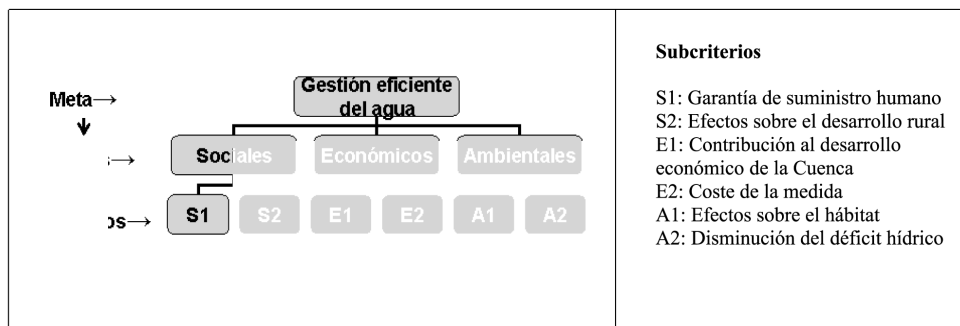 Gestión eficiente
del agua
Meta→
Sociales Económicos Ambientales
S1 S2 E1 E2 A1 A2
Subcriterios
S1: Garantía de suministro humano
S2: Efectos sobre el desarrollo rural
E1: Contribución al desarrollo
económico de la Cuenca
E2: Coste de la medida
A1: Efectos sobre el hábitat
A2: Disminución del déficit hídrico